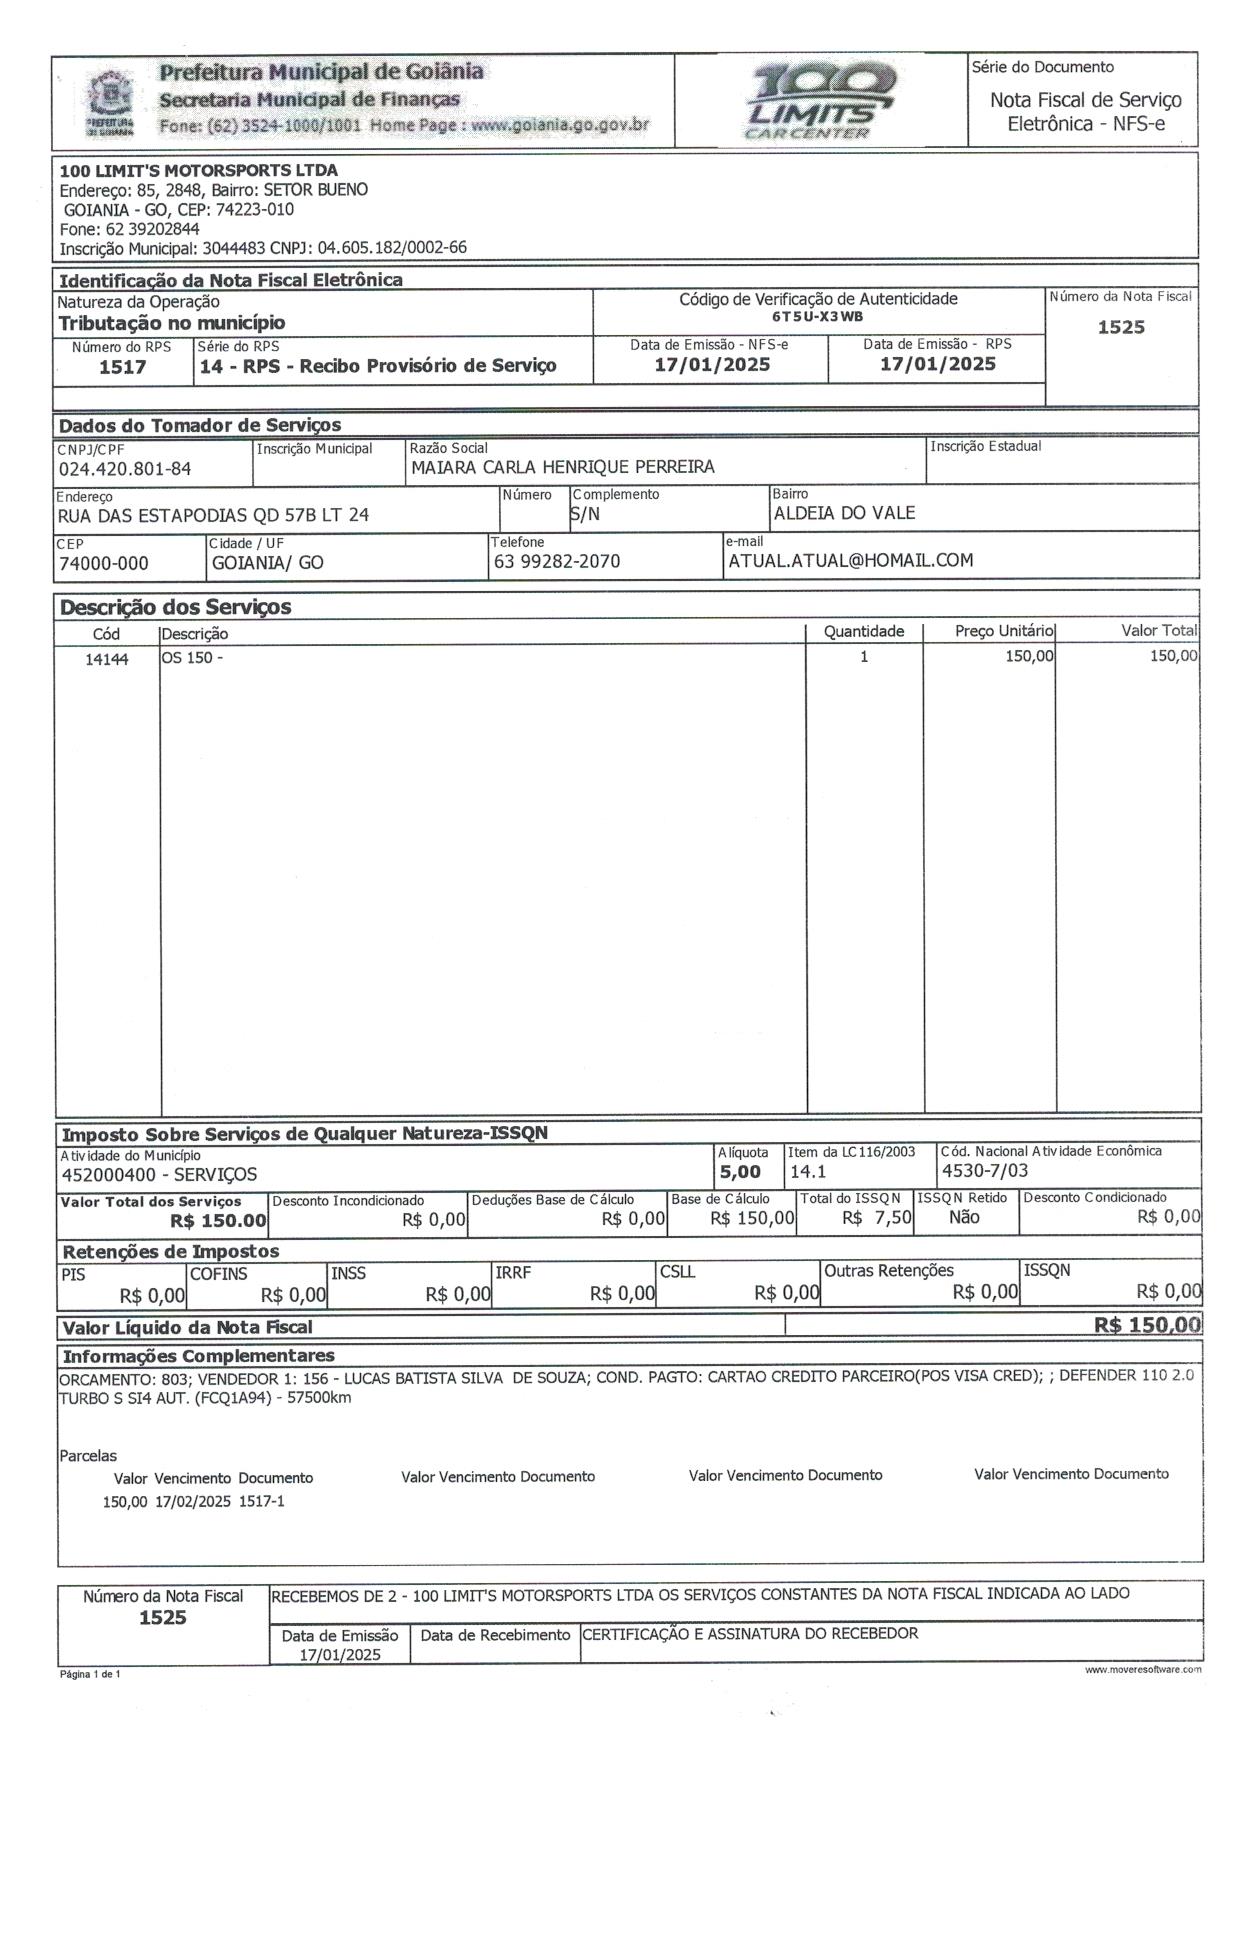 Prefeitura Municipal de Goiânia
Secretaria Municipal de Finanças
Fone: (62) 3524-1000/1001 Home Page : www.goiania.go.gov.br
PREFEITURA
DE GOIÂNIA
100
LIMITS
CAR CENTER
Série do Documento
Nota Fiscal de Serviço
Eletrônica - NFS-e
100 LIMIT'S MOTORSPORTS LTDA
Endereço: 85, 2848, Bairro: SETOR BUENO
GOIANIA - GO, CEP: 74223-010
Fone: 62 39202844
Inscrição Municipal: 3044483 CNPJ: 04.605.182/0002-66
Identificação da Nota Fiscal Eletrônica
Natureza da Operação
Tributação no município
Código de Verificação de Autenticidade
6T5U-X3WB
Número da Nota Fiscal
1525
Número do RPS
1517
Série do RPS
14 - RPS - Recibo Provisório de Serviço
Data de Emissão - NFS-e
17/01/2025
Data de Emissão - RPS
17/01/2025
Dados do Tomador de Serviços
CNPJ/CPF
024.420.801-84
Inscrição Municipal
Razão Social
MAIARA CARLA HENRIQUE PERREIRA
Inscrição Estadual
Endereço
RUA DAS ESTAPODIAS QD 57B LT 24
Número
Complemento
S/N
Bairro
ALDEIA DO VALE
CEP
74000-000
Cidade / UF
GOIANIA/ GO
Telefone
63 99282-2070
e-mail
ATUAL.ATUAL@HOMAIL.COM
Descrição dos Serviços
Cód Descrição Quantidade Preço Unitário Valor Total
14144 OS 150 - 1 150,00 150,00
Imposto Sobre Serviços de Qualquer Natureza-ISSQN
Atividade do Município
452000400 - SERVIÇOS
Alíquota
5,00
Item da LC116/2003
14.1
Cód. Nacional Atividade Econômica
4530-7/03
Valor Total dos Serviços
R$ 150.00
Desconto Incondicionado
R$ 0,00
Deduções Base de Cálculo
R$ 0,00
Base de Cálculo
R$ 150,00
Total do ISSQN
R$ 7,50
ISSQN Retido
Não
Desconto Condicionado
R$ 0,00
Retenções de Impostos
PIS
R$ 0,00
COFINS
R$ 0,00
INSS
R$ 0,00
IRRF
R$ 0,00
CSLL
R$ 0,00
Outras Retenções
R$ 0,00
ISSQN
R$ 0,00
Valor Líquido da Nota Fiscal R$ 150,00
Informações Complementares
ORCAMENTO: 803; VENDEDOR 1: 156 - LUCAS BATISTA SILVA DE SOUZA; COND. PAGTO: CARTAO CREDITO PARCEIRO(POS VISA CRED); ; DEFENDER 110 2.0
TURBO S SI4 AUT. (FCQ1A94) - 57500km
Parcelas
Valor Vencimento Documento Valor Vencimento Documento Valor Vencimento Documento Valor Vencimento Documento
150,00 17/02/2025 1517-1
Número da Nota Fiscal
1525
RECEBEMOS DE 2 - 100 LIMIT'S MOTORSPORTS LTDA OS SERVIÇOS CONSTANTES DA NOTA FISCAL INDICADA AO LADO
Data de Emissão
17/01/2025
Data de Recebimento
CERTIFICAÇÃO E ASSINATURA DO RECEBEDOR
Página 1 de 1
www.moveresoftware.com